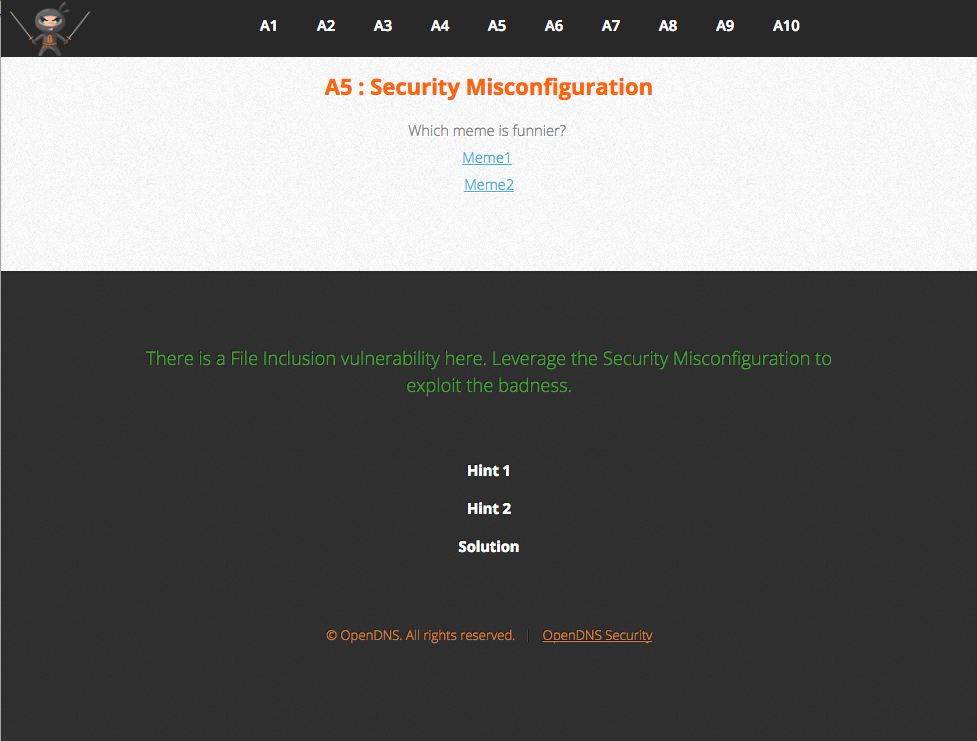 A1 A2 A3 A4 A5 A6 A7 A8 A9 A10
A5 : Security Misconfiguration
Which meme is funnier?
Meme1
Meme2
There is a File Inclusion vulnerability here. Leverage the Security Misconfiguration to
exploit the badness.
Hint 1
Hint 2
Solution
© OpenDNS. All rights reserved. | OpenDNS Security